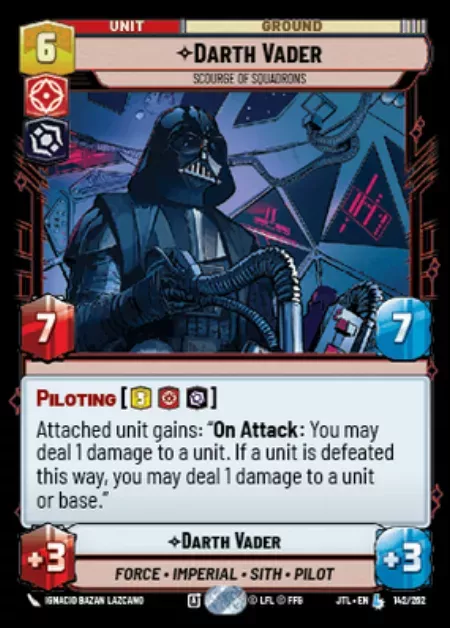 UNIT GROUND
6 DARTH VADER
SCOURGE OF SQUADRONS
7 7
PILOTING [ ]
Attached unit gains: "On Attack: You may
deal 1 damage to a unit. If a unit is defeated
this way, you may deal 1 damage to a unit
or base."
DARTH VADER
+3 +3
FORCE • IMPERIAL • SITH • PILOT
IGNACIO BAZAN LAZCANO © LFL © FFG JTL • EN 142/262